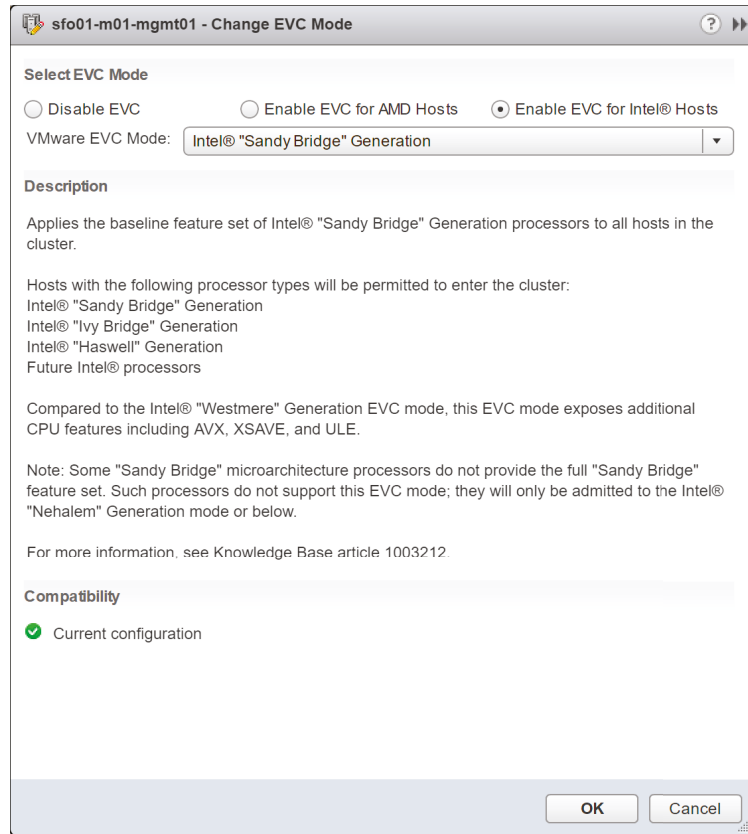 sfo01-m01-mgmt01 - Change EVC Mode
Select EVC Mode
Disable EVC
Enable EVC for AMD Hosts
Enable EVC for Intel® Hosts
VMware EVC Mode:
Intel® "Sandy Bridge" Generation
Description
Applies the baseline feature set of Intel® "Sandy Bridge" Generation processors to all hosts in the
cluster.
Hosts with the following processor types will be permitted to enter the cluster:
Intel® "Sandy Bridge" Generation
Intel® "Ivy Bridge" Generation
Intel® "Haswell" Generation
Future Intel® processors
Compared to the Intel® "Westmere" Generation EVC mode, this EVC mode exposes additional
CPU features including AVX, XSAVE, and ULE.
Note: Some "Sandy Bridge" microarchitecture processors do not provide the full "Sandy Bridge"
feature set. Such processors do not support this EVC mode; they will only be admitted to the Intel®
"Nehalem" Generation mode or below.
For more information, see Knowledge Base article 1003212.
Compatibility
Current configuration
OK
Cancel